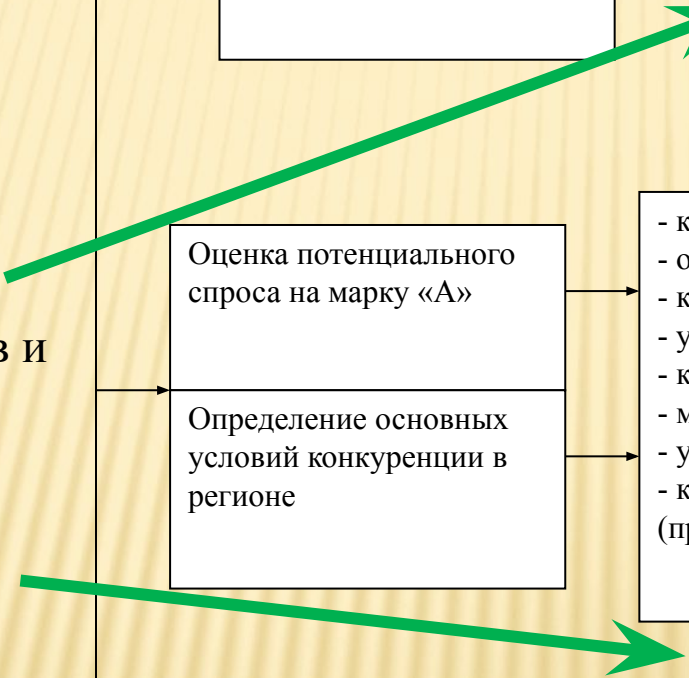 в и
Оценка потенциального
спроса на марку «А»
Определение основных
условий конкуренции в
регионе
- к
- о
- к
- у
- к
- м
- у
- к
(пр